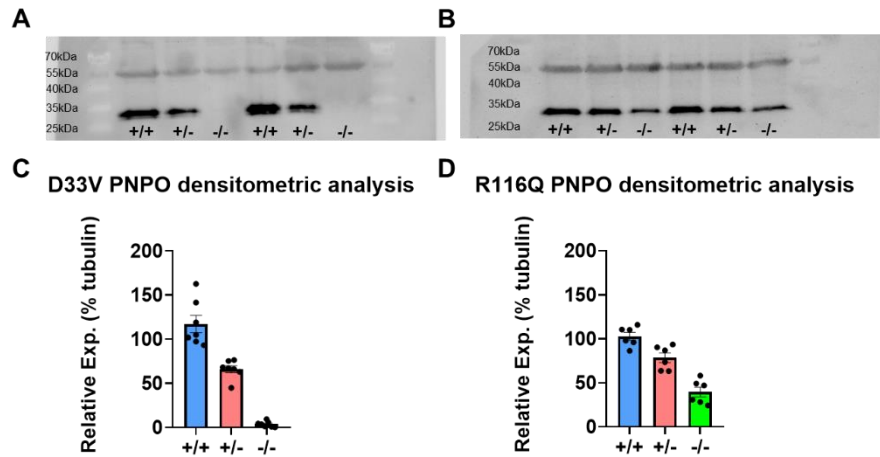 A
70kDa
55kDa
40kDa
35kDa
25kDa
+/+ +/- -/- +/+ +/- -/-
B
70kDa
55kDa
40kDa
35kDa
25kDa
+/+ +/- -/- +/+ +/- -/-
C
D33V PNPO densitometric analysis
Relative Exp. (% tubulin)
200
150
100
50
0
+/+ +/- -/-
D
R116Q PNPO densitometric analysis
Relative Exp. (% tubulin)
200
150
100
50
0
+/+ +/- -/-